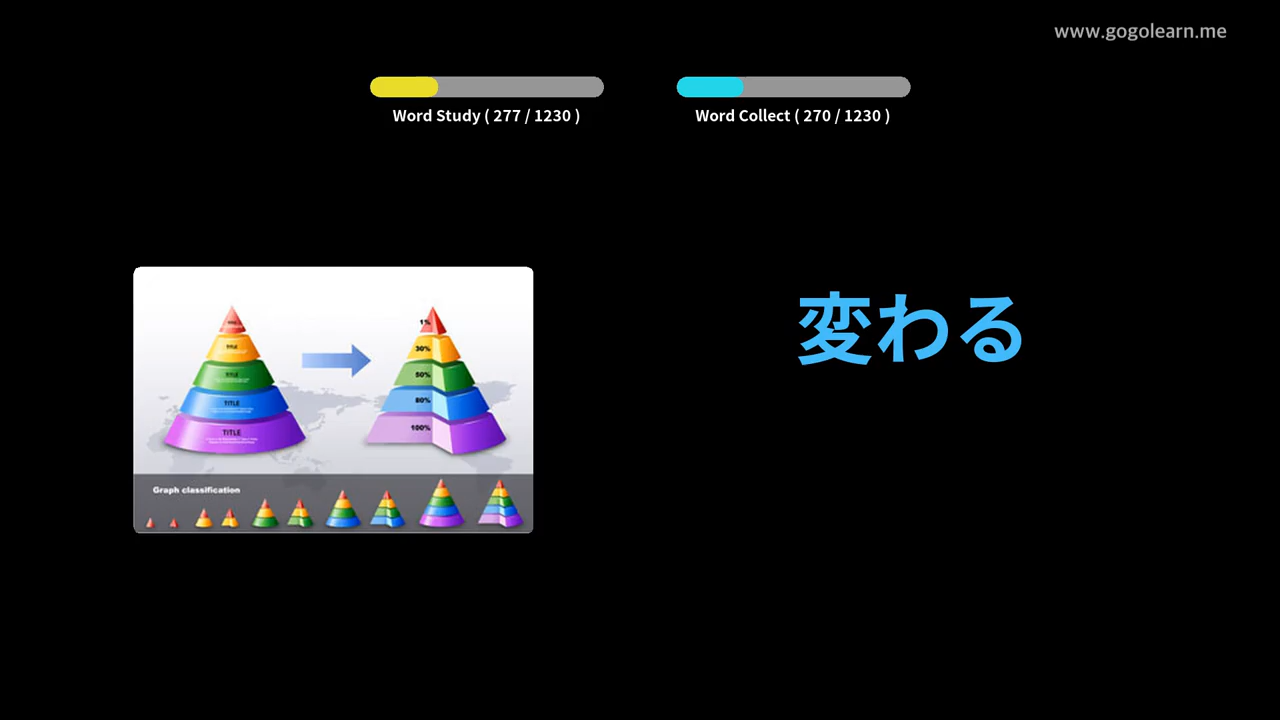 www.gogolearn.me
Word Study ( 277 / 1230 )
Word Collect ( 270 / 1230 )
変わる
TITLE
TITLE
TITLE
TITLE
TITLE
1%
30%
50%
80%
100%
Graph classification